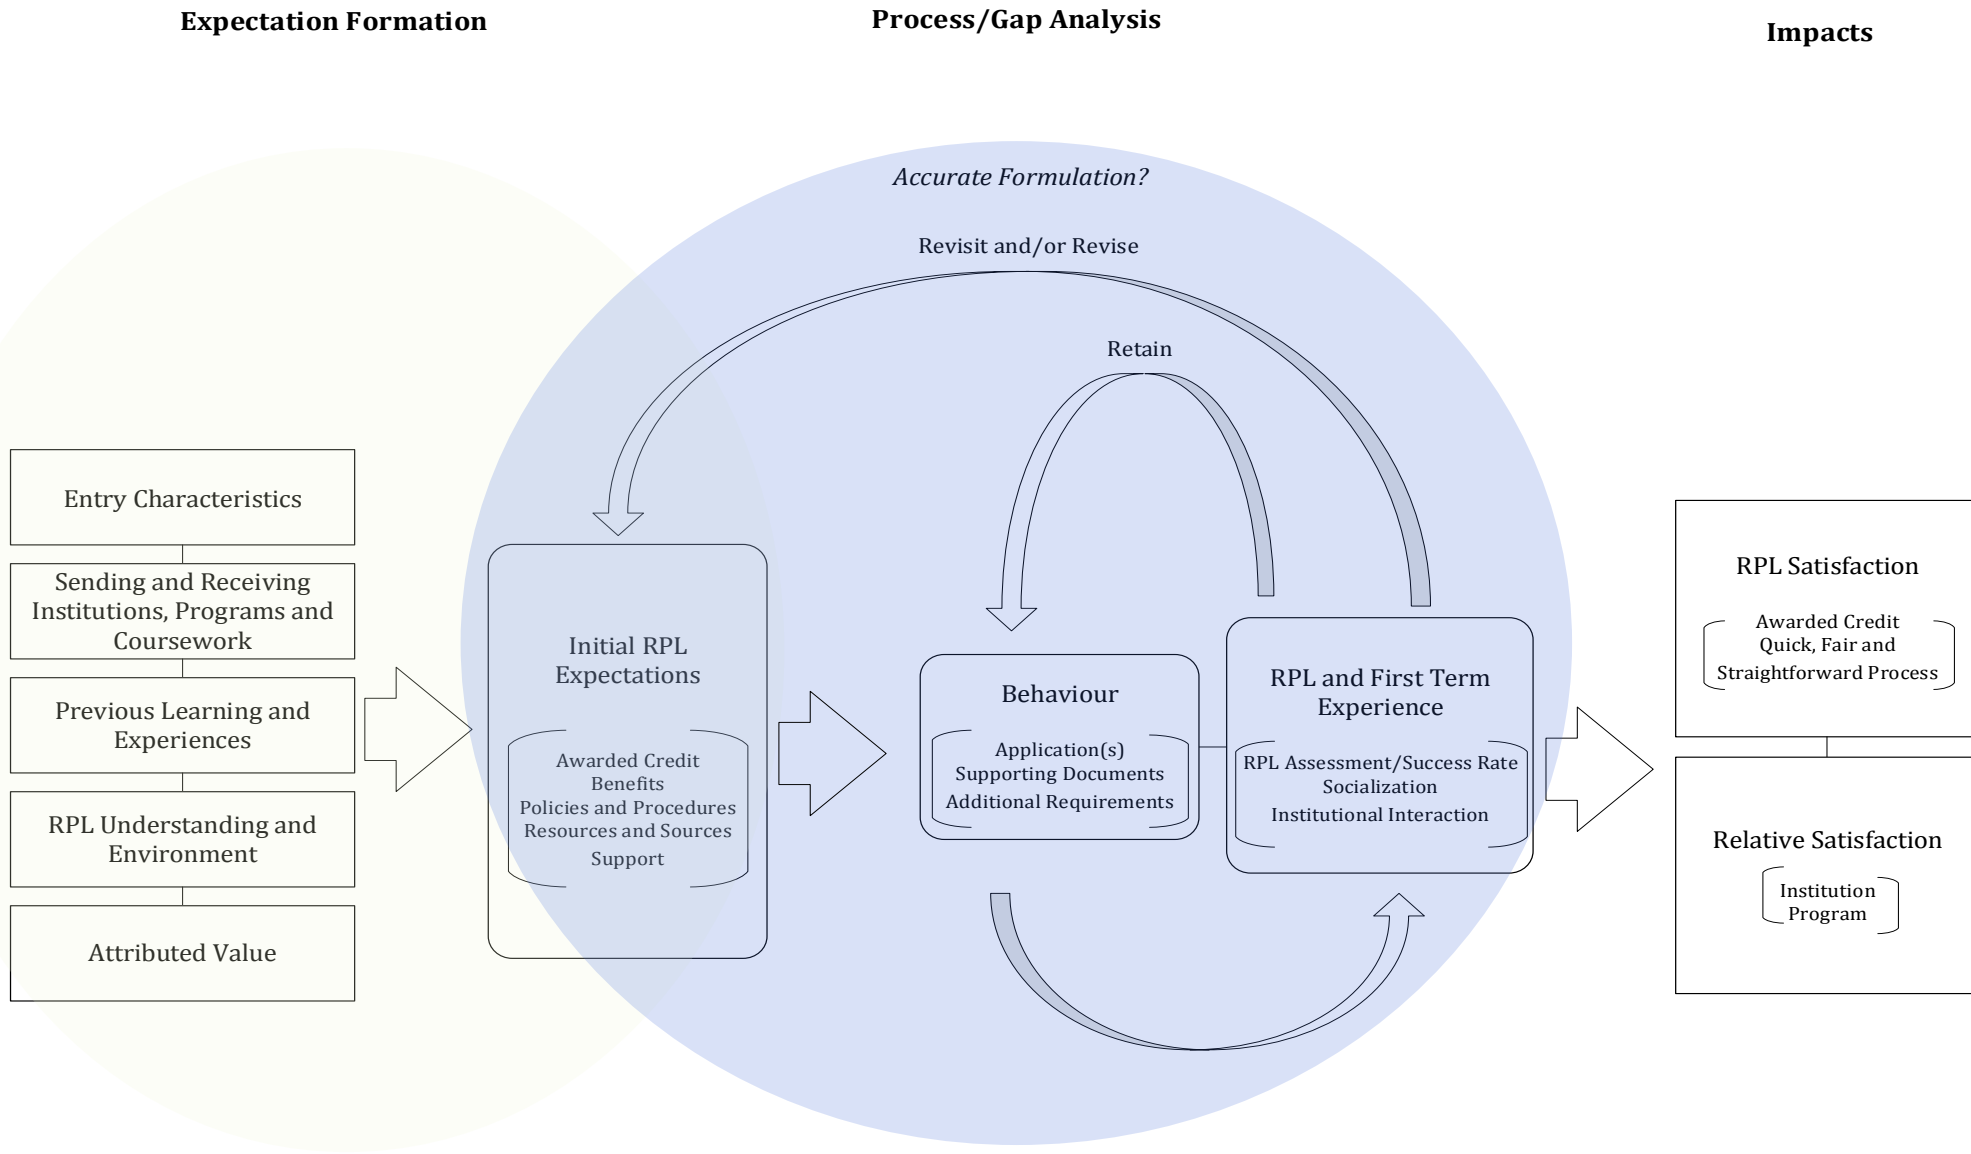 Expectation Formation
Process/Gap Analysis
Impacts
Accurate Formulation?
Revisit and/or Revise
Retain
Entry Characteristics
Sending and Receiving
Institutions, Programs and
Coursework
Previous Learning and
Experiences
RPL Understanding and
Environment
Attributed Value
Initial RPL
Expectations
Awarded Credit
Benefits
Policies and Procedures
Resources and Sources
Support
Behaviour
Application(s)
Supporting Documents
Additional Requirements
RPL and First Term
Experience
RPL Assessment/Success Rate
Socialization
Institutional Interaction
RPL Satisfaction
Awarded Credit
Quick, Fair and
Straightforward Process
Relative Satisfaction
Institution
Program